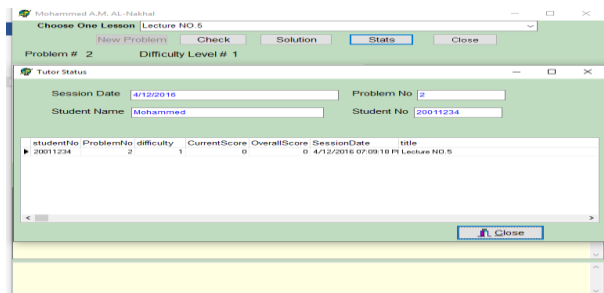 Mohammed A.M. AL-Nakhal
Choose One Lesson Lecture NO.5
New Problem Check Solution Stats Close
Problem # 2 Difficulty Level # 1
Tutor Status
Session Date 4/12/2016 Problem No 2
Student Name Mohammed Student No 20011234
studentNo ProblemNo difficulty CurrentScore OverallScore SessionDate title
20011234 2 1 0 0 4/12/2016 07:09:18 PI Lecture NO.5
Close